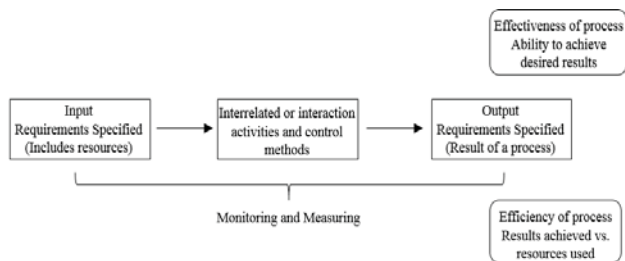 Effectiveness of process
Ability to achieve
desired results
Input
Requirements Specified
(Includes resources)
Interrelated or interaction
activities and control
methods
Output
Requirements Specified
(Result of a process)
Monitoring and Measuring
Efficiency of process
Results achieved vs.
resources used